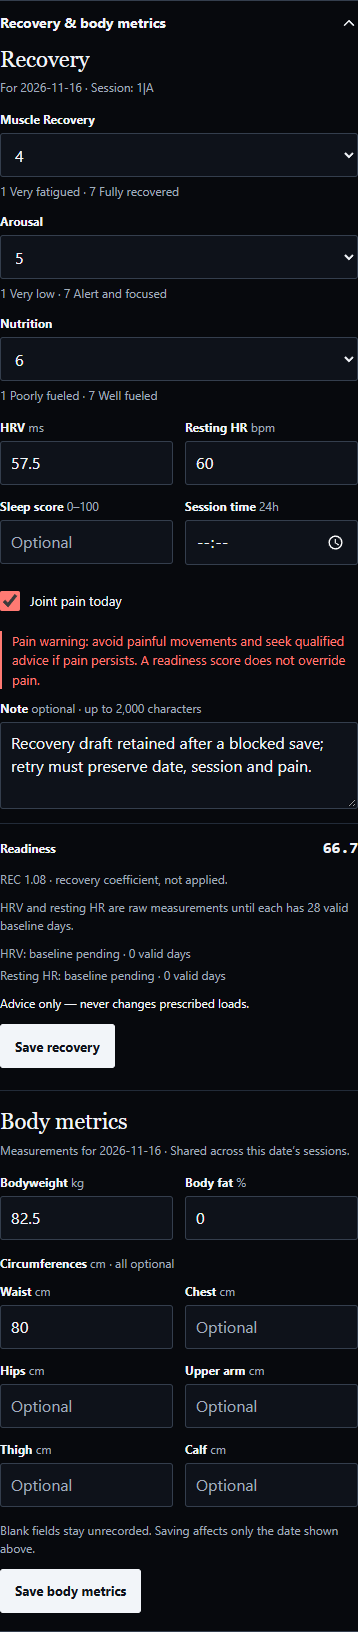 Recovery & body metrics
Recovery
For 2026-11-16 · Session: 1|A
Muscle Recovery
4
1 Very fatigued · 7 Fully recovered
Arousal
5
1 Very low · 7 Alert and focused
Nutrition
6
1 Poorly fueled · 7 Well fueled
HRV ms Resting HR bpm
57.5 60
Sleep score 0–100 Session time 24h
Optional --:--
Joint pain today
Pain warning: avoid painful movements and seek qualified
advice if pain persists. A readiness score does not override
pain.
Note optional · up to 2,000 characters
Recovery draft retained after a blocked save;
retry must preserve date, session and pain.
Readiness 66.7
REC 1.08 · recovery coefficient, not applied.
HRV and resting HR are raw measurements until each has 28 valid
baseline days.
HRV: baseline pending · 0 valid days
Resting HR: baseline pending · 0 valid days
Advice only — never changes prescribed loads.
Save recovery
Body metrics
Measurements for 2026-11-16 · Shared across this date's sessions.
Bodyweight kg Body fat %
82.5 0
Circumferences cm · all optional
Waist cm Chest cm
80 Optional
Hips cm Upper arm cm
Optional Optional
Thigh cm Calf cm
Optional Optional
Blank fields stay unrecorded. Saving affects only the date shown
above.
Save body metrics